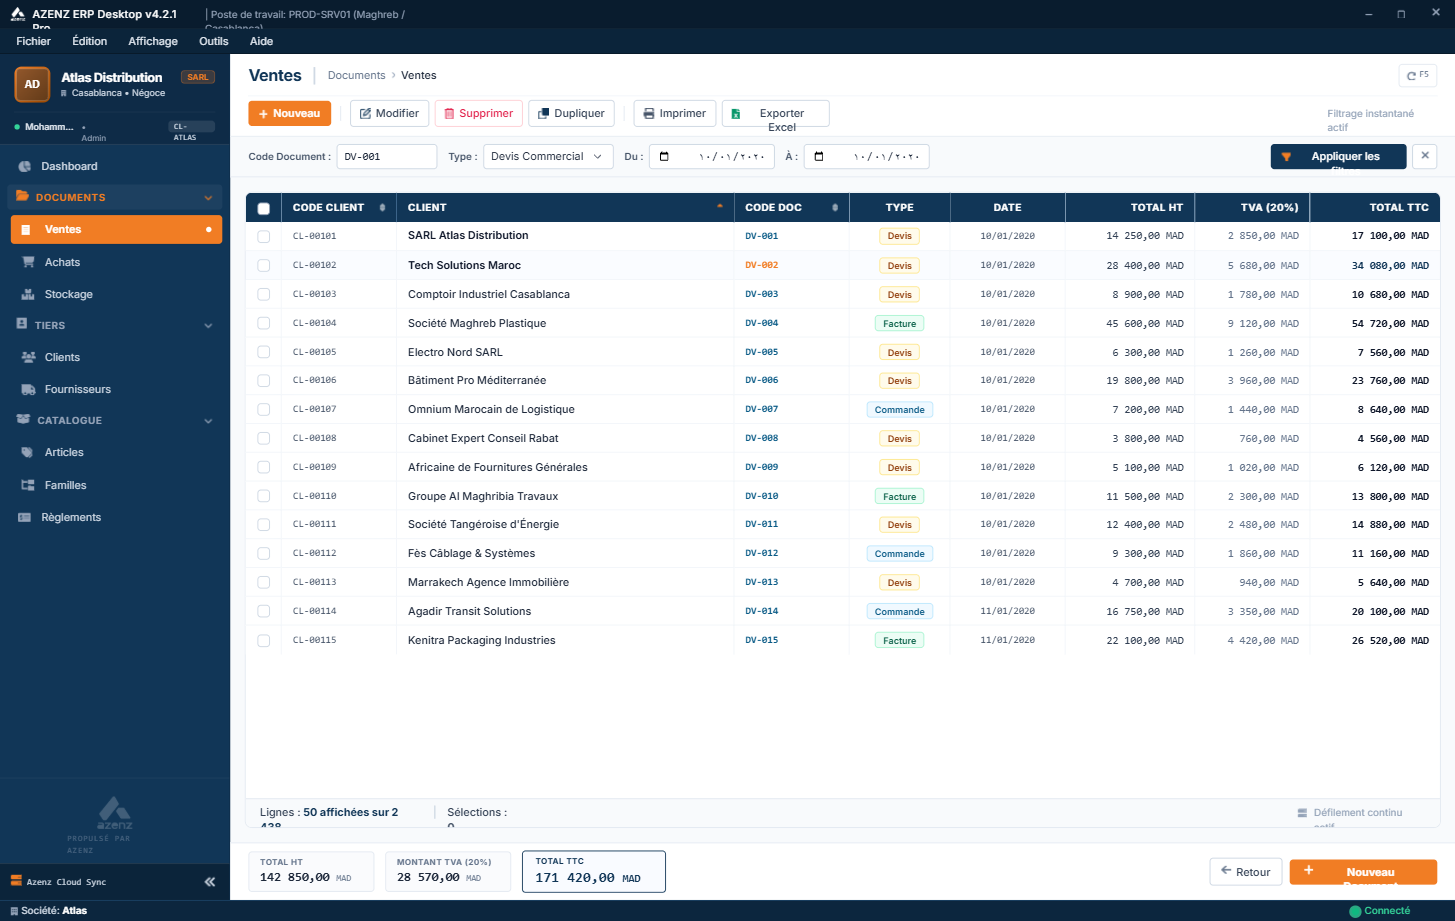 AZENZ ERP Desktop v4.2.1
Pro
Poste de travail: PROD-SRV01 (Maghreb /
Casablanca)
Fichier Édition Affichage Outils Aide
AD
Atlas Distribution
SARL
Casablanca • Négoce
Mohamm... • Admin
CL-ATLAS
Dashboard
DOCUMENTS
Ventes
Achats
Stockage
TIERS
Clients
Fournisseurs
CATALOGUE
Articles
Familles
Règlements
azenz
PROPULSÉ PAR
AZENZ
Azenz Cloud Sync
Ventes Documents › Ventes
F5
+ Nouveau Modifier Supprimer Dupliquer Imprimer Exporter Excel
Filtrage instantané
actif
Code Document : DV-001 Type : Devis Commercial Du : ١٠/٠١/٢٠٢٠ À : ١٠/٠١/٢٠٢٠ Appliquer les
CODE CLIENT CLIENT CODE DOC TYPE DATE TOTAL HT TVA (20%) TOTAL TTC
CL-00101 SARL Atlas Distribution DV-001 Devis 10/01/2020 14 250,00 MAD 2 850,00 MAD 17 100,00 MAD
CL-00102 Tech Solutions Maroc DV-002 Devis 10/01/2020 28 400,00 MAD 5 680,00 MAD 34 080,00 MAD
CL-00103 Comptoir Industriel Casablanca DV-003 Devis 10/01/2020 8 900,00 MAD 1 780,00 MAD 10 680,00 MAD
CL-00104 Société Maghreb Plastique DV-004 Facture 10/01/2020 45 600,00 MAD 9 120,00 MAD 54 720,00 MAD
CL-00105 Electro Nord SARL DV-005 Devis 10/01/2020 6 300,00 MAD 1 260,00 MAD 7 560,00 MAD
CL-00106 Bâtiment Pro Méditerranée DV-006 Devis 10/01/2020 19 800,00 MAD 3 960,00 MAD 23 760,00 MAD
CL-00107 Omnium Marocain de Logistique DV-007 Commande 10/01/2020 7 200,00 MAD 1 440,00 MAD 8 640,00 MAD
CL-00108 Cabinet Expert Conseil Rabat DV-008 Devis 10/01/2020 3 800,00 MAD 760,00 MAD 4 560,00 MAD
CL-00109 Africaine de Fournitures Générales DV-009 Devis 10/01/2020 5 100,00 MAD 1 020,00 MAD 6 120,00 MAD
CL-00110 Groupe Al Maghribia Travaux DV-010 Facture 10/01/2020 11 500,00 MAD 2 300,00 MAD 13 800,00 MAD
CL-00111 Société Tangéroise d'Énergie DV-011 Devis 10/01/2020 12 400,00 MAD 2 480,00 MAD 14 880,00 MAD
CL-00112 Fès Câblage & Systèmes DV-012 Commande 10/01/2020 9 300,00 MAD 1 860,00 MAD 11 160,00 MAD
CL-00113 Marrakech Agence Immobilière DV-013 Devis 10/01/2020 4 700,00 MAD 940,00 MAD 5 640,00 MAD
CL-00114 Agadir Transit Solutions DV-014 Commande 11/01/2020 16 750,00 MAD 3 350,00 MAD 20 100,00 MAD
CL-00115 Kenitra Packaging Industries DV-015 Facture 11/01/2020 22 100,00 MAD 4 420,00 MAD 26 520,00 MAD
Lignes : 50 affichées sur 2
438
Sélections :
0
Défilement continu
actif
TOTAL HT
142 850,00 MAD
MONTANT TVA (20%)
28 570,00 MAD
TOTAL TTC
171 420,00 MAD
Retour
+ Nouveau
Document
Société: Atlas
Connecté